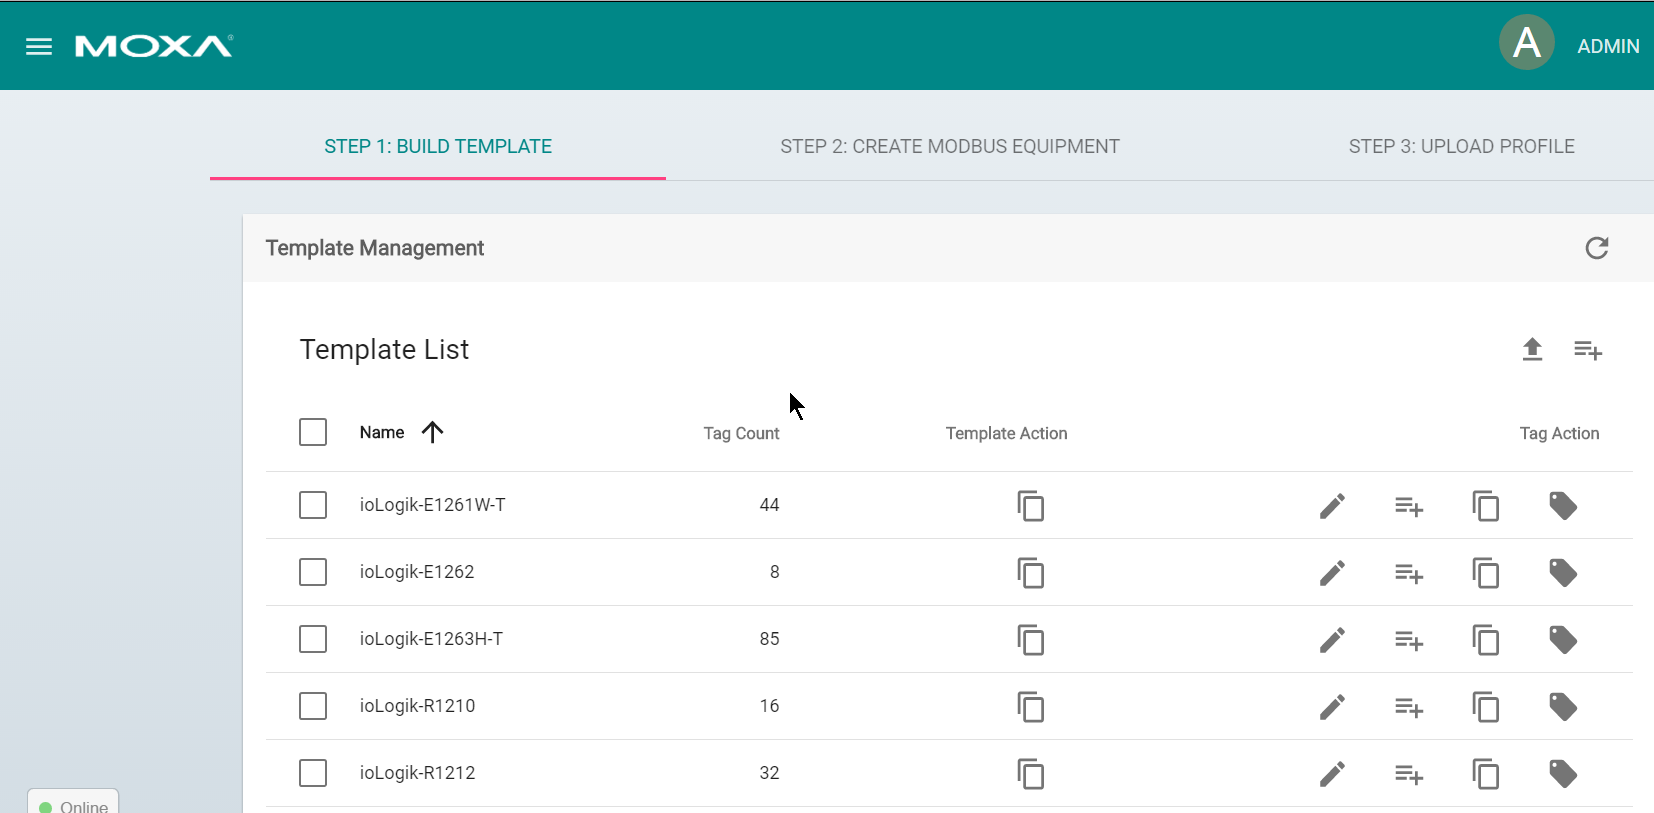 MOXA®
A ADMIN
STEP 1: BUILD TEMPLATE STEP 2: CREATE MODBUS EQUIPMENT STEP 3: UPLOAD PROFILE
Template Management
Template List
Name Tag Count Template Action Tag Action
ioLogik-E1261W-T 44
ioLogik-E1262 8
ioLogik-E1263H-T 85
ioLogik-R1210 16
ioLogik-R1212 32
Online